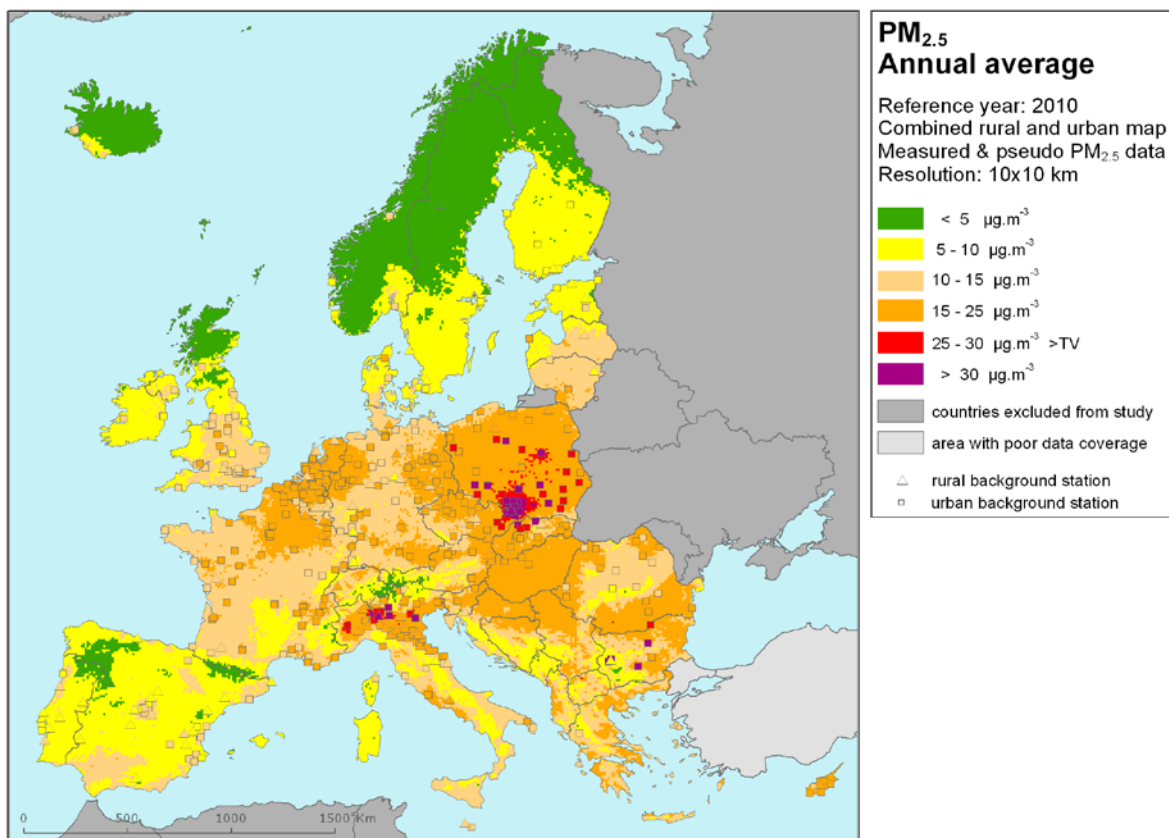 PM2.5
Annual average
Reference year: 2010
Combined rural and urban map
Measured & pseudo PM2.5 data
Resolution: 10x10 km
< 5 µg.m-3
5 - 10 µg.m-3
10 - 15 µg.m-3
15 - 25 µg.m-3
25 - 30 µg.m-3 >TV
> 30 µg.m-3
countries excluded from study
area with poor data coverage
rural background station
urban background station
0 500 1000 1500 Km